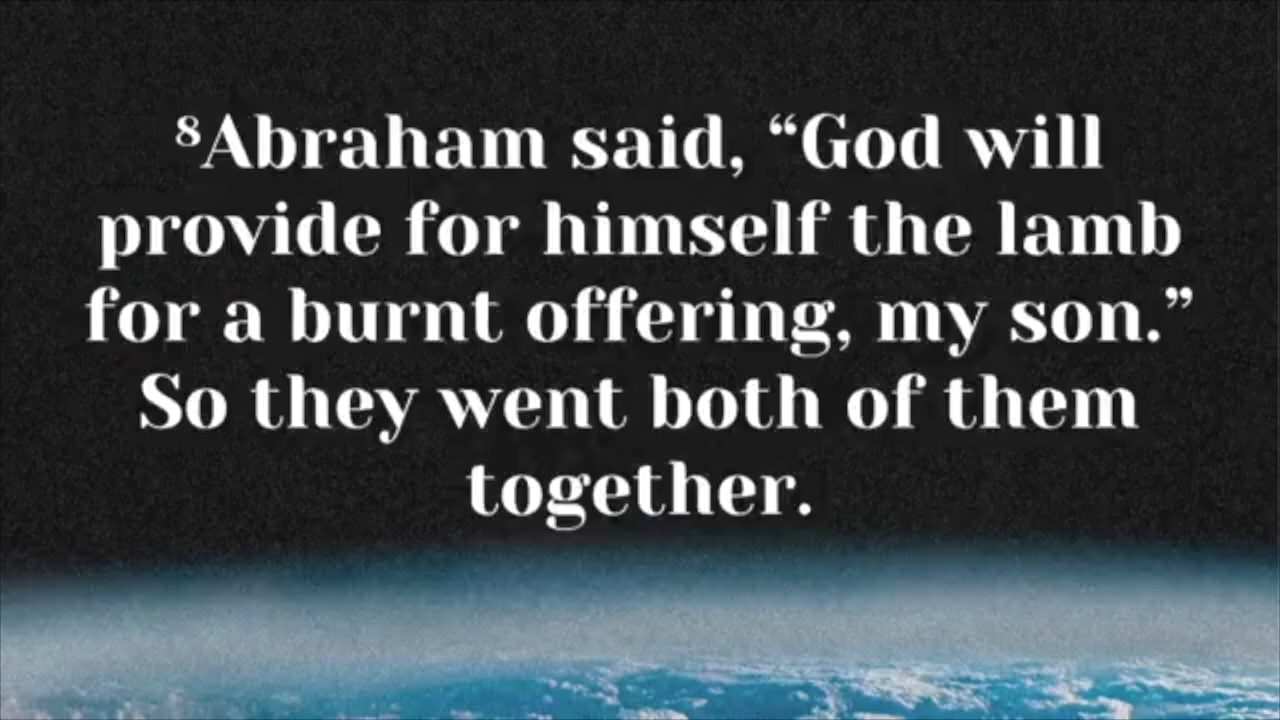 ⁸Abraham said, “God will
provide for himself the lamb
for a burnt offering, my son.”
So they went both of them
together.